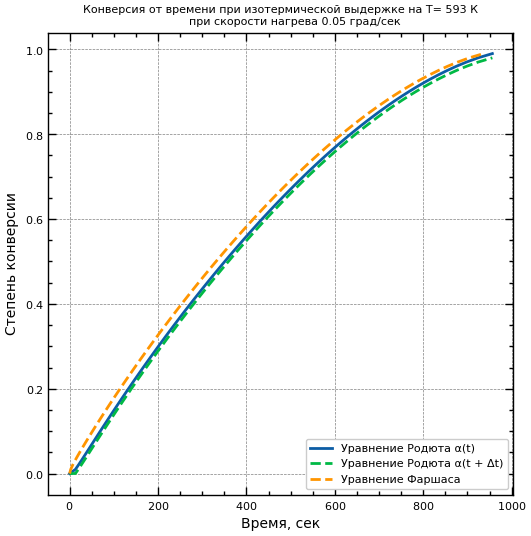 Конверсия от времени при изотермической выдержке на T= 593 К
при скорости нагрева 0.05 град/сек
1.0
0.8
0.6
0.4
0.2
0.0
Степень конверсии
Уравнение Родюта α(t)
Уравнение Родюта α(t + Δt)
Уравнение Фаршаса
0 200 400 600 800 1000
Время, сек